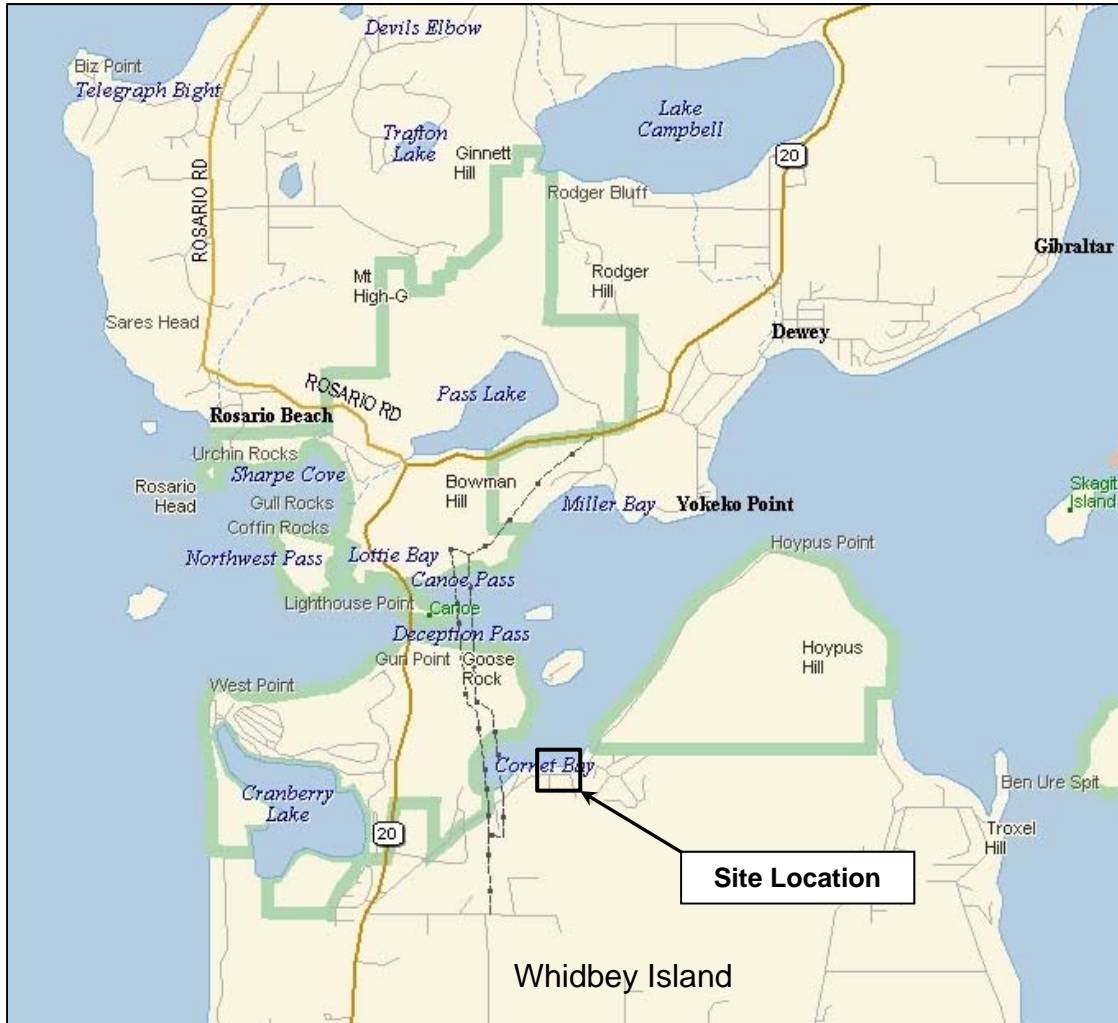 Devils Elbow
Biz Point
Telegraph Bight
Lake
Campbell
Trafton
Lake
Ginnett
Hill
20
Rodger Bluff
ROSARIO RD
Gibraltar
Mt
High-G
Rodger
Hill
Sares Head
Dewey
ROSARIO RD
Pass Lake
Rosario Beach
Urchin Rocks
Sharpe Cove
Rosario
Head
Gull Rocks
Bowman
Hill
Miller Bay
Yokeko Point
Skagit
Island
Coffin Rocks
Northwest Pass
Lottie Bay
Hoypus Point
Canoe Pass
Lighthouse Point
Canoe
Deception Pass
Gun Point
Goose
Rock
Hoypus
Hill
West Point
Cornet Bay
Cranberry
Lake
Ben Ure Spit
20
Troxel
Hill
Site Location
Whidbey Island